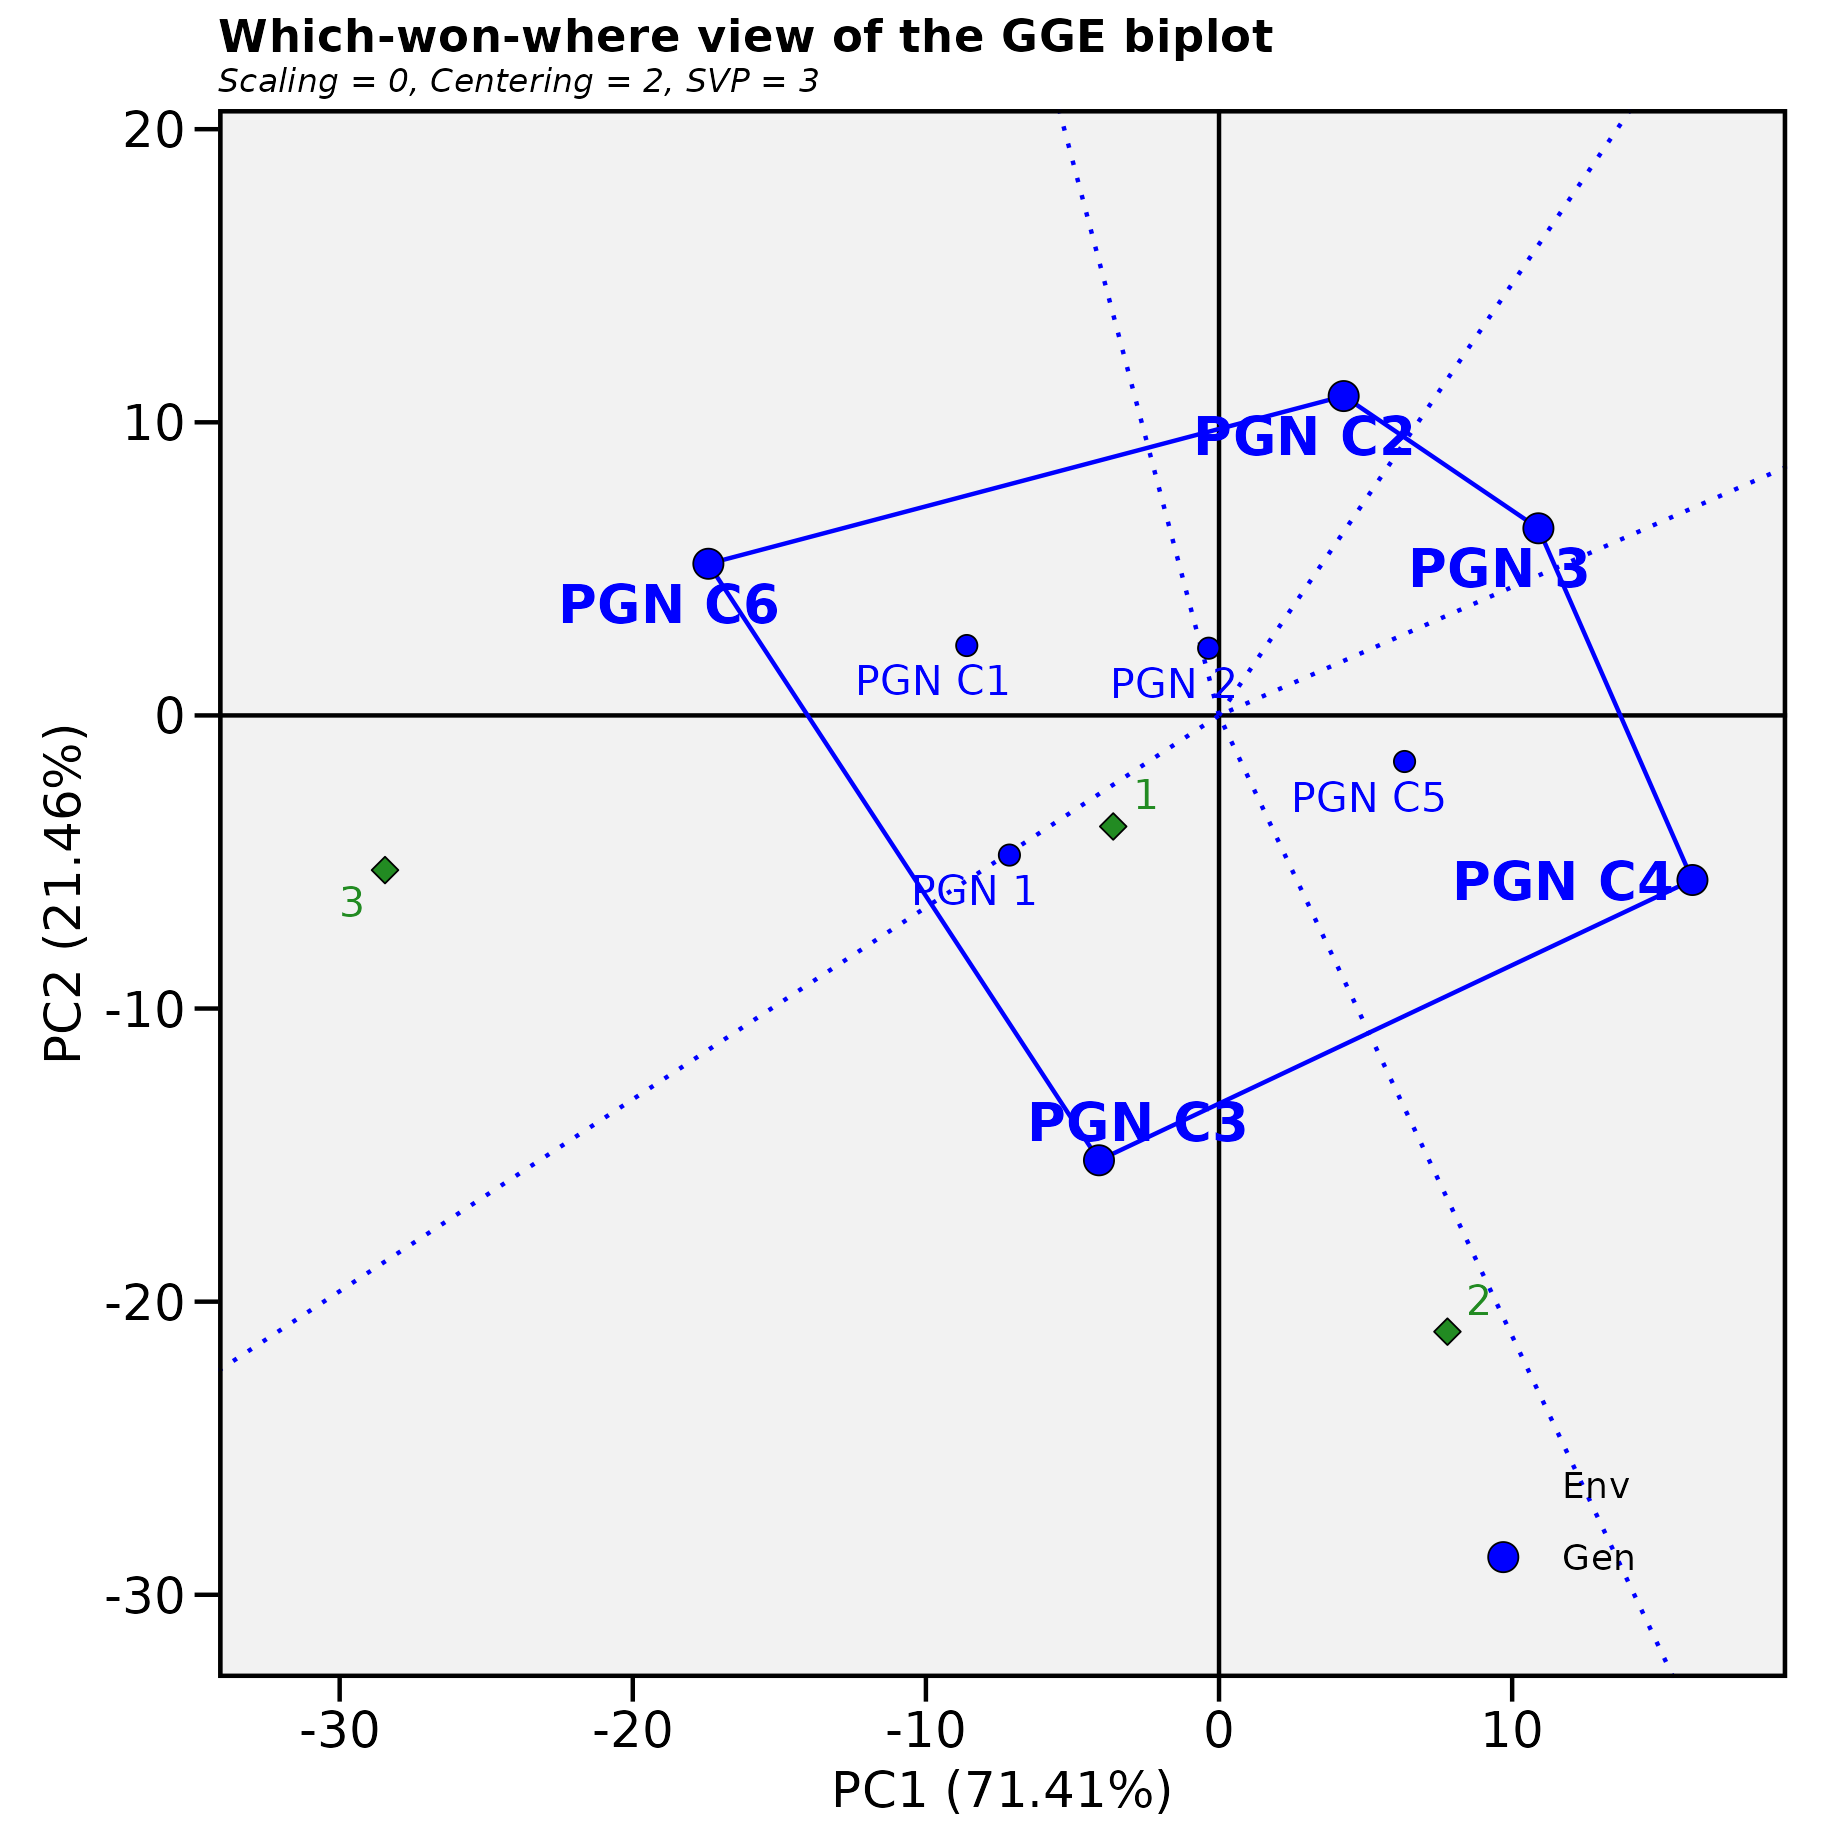 Which-won-where view of the GGE biplot
Scaling = 0, Centering = 2, SVP = 3
20
10
0
-10
-20
-30
PC2 (21.46%)
PGN C2
PGN 3
PGN C6
PGN C1
PGN 2
1
PGN C5
3
PGN 1
PGN C4
PGN C3
2
Env
Gen
-30
-20
-10
0
10
PC1 (71.41%)